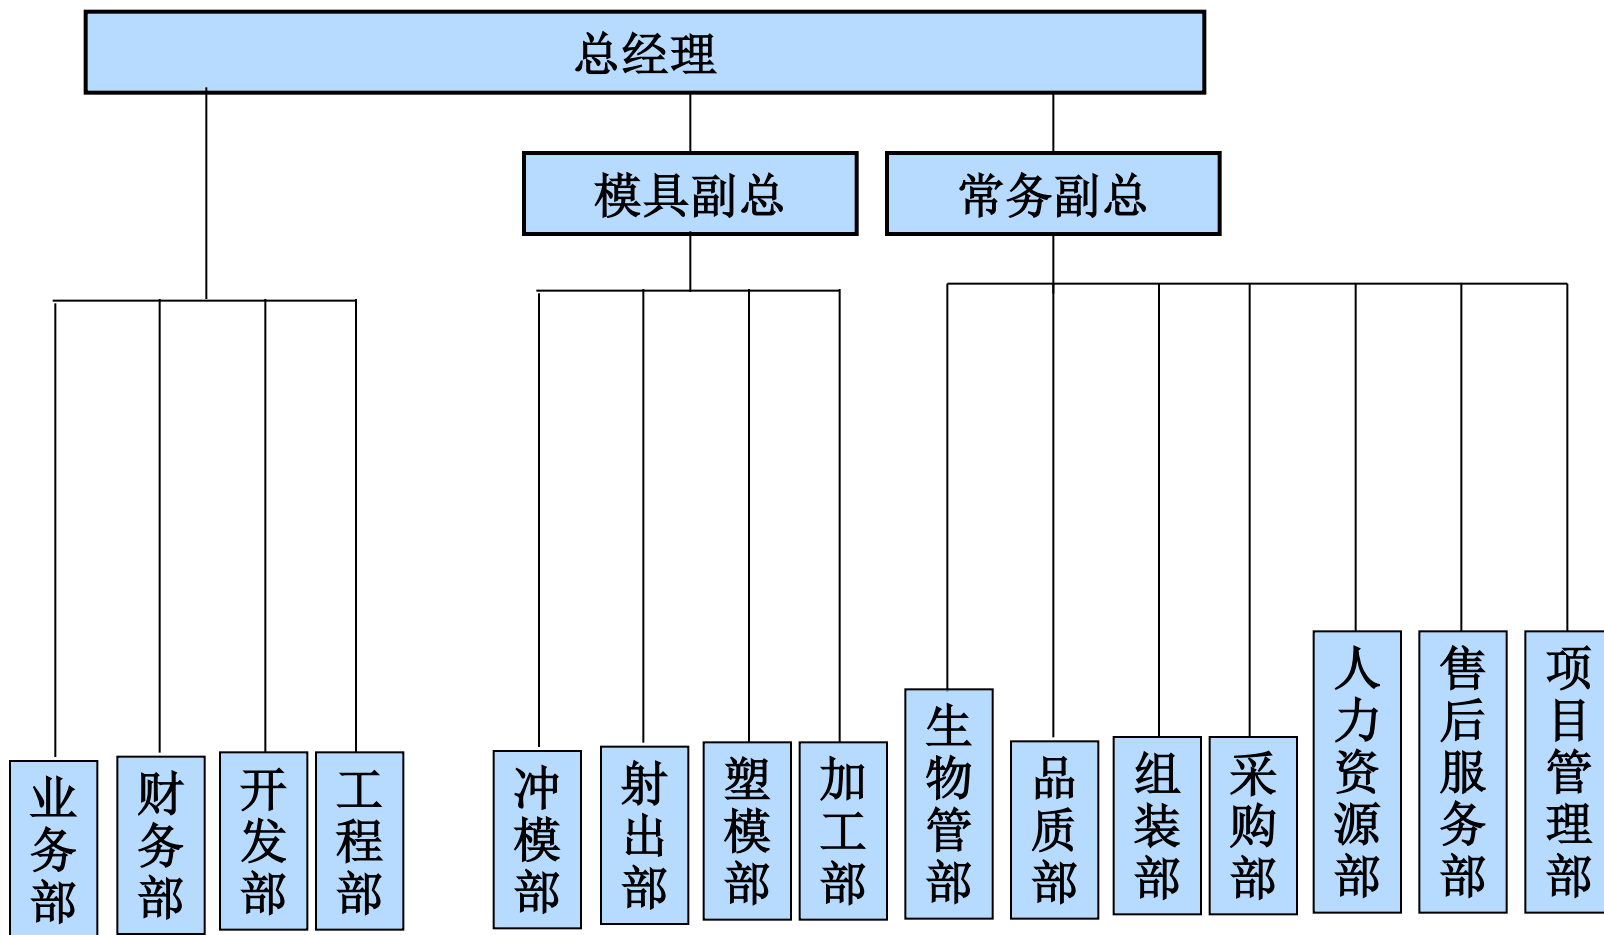 总经理
模具副总
常务副总
业务部
财务部
开发部
工程部
冲模部
射出部
塑模部
加工部
生物管部
品质部
组装部
采购部
人力资源部
售后服务部
项目管理部